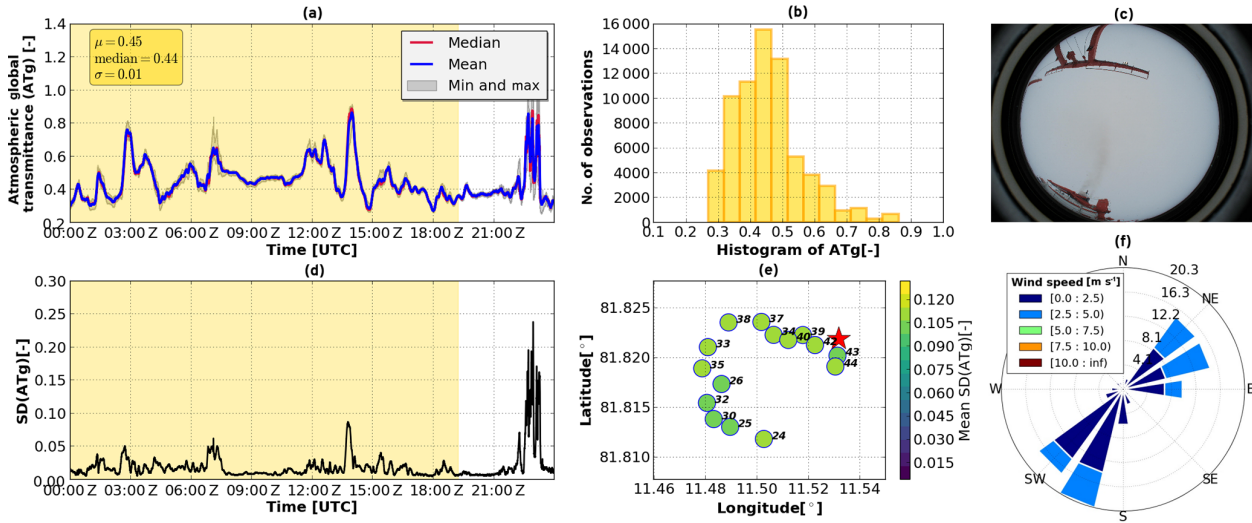 (a)
Atmospheric global
transmittance (ATg) [-]
1.4
1.2
1.0
0.8
0.6
0.4
0.2
μ = 0.45
median = 0.44
σ = 0.01
Median
Mean
Min and max
00:00 Z 03:00 Z 06:00 Z 09:00 Z 12:00 Z 15:00 Z 18:00 Z 21:00 Z
Time [UTC]
(b)
No. of observations
16 000
14 000
12 000
10 000
8000
6000
4000
2000
0
0.1 0.2 0.3 0.4 0.5 0.6 0.7 0.8 0.9 1.0
Histogram of ATg[-]
(c)
(d)
SD(ATg)[-]
0.30
0.25
0.20
0.15
0.10
0.05
0.00
00:00 Z 03:00 Z 06:00 Z 09:00 Z 12:00 Z 15:00 Z 18:00 Z 21:00 Z
Time [UTC]
(e)
Latitude[°]
81.825
81.820
81.815
81.810
38 37 34 40 39 42 43 44
33
35
26
32
30 25 24
11.46 11.48 11.50 11.52 11.54
Longitude[°]
0.120
0.105
0.090
0.075
0.060
0.045
0.030
0.015
Mean SD(ATg)[-]
(f)
N
NE
E
SE
S
SW
W
20.3
16.3
12.2
8.1
Wind speed [m s⁻¹]
[0.0 : 2.5)
[2.5 : 5.0)
[5.0 : 7.5)
[7.5 : 10.0)
[10.0 : inf)